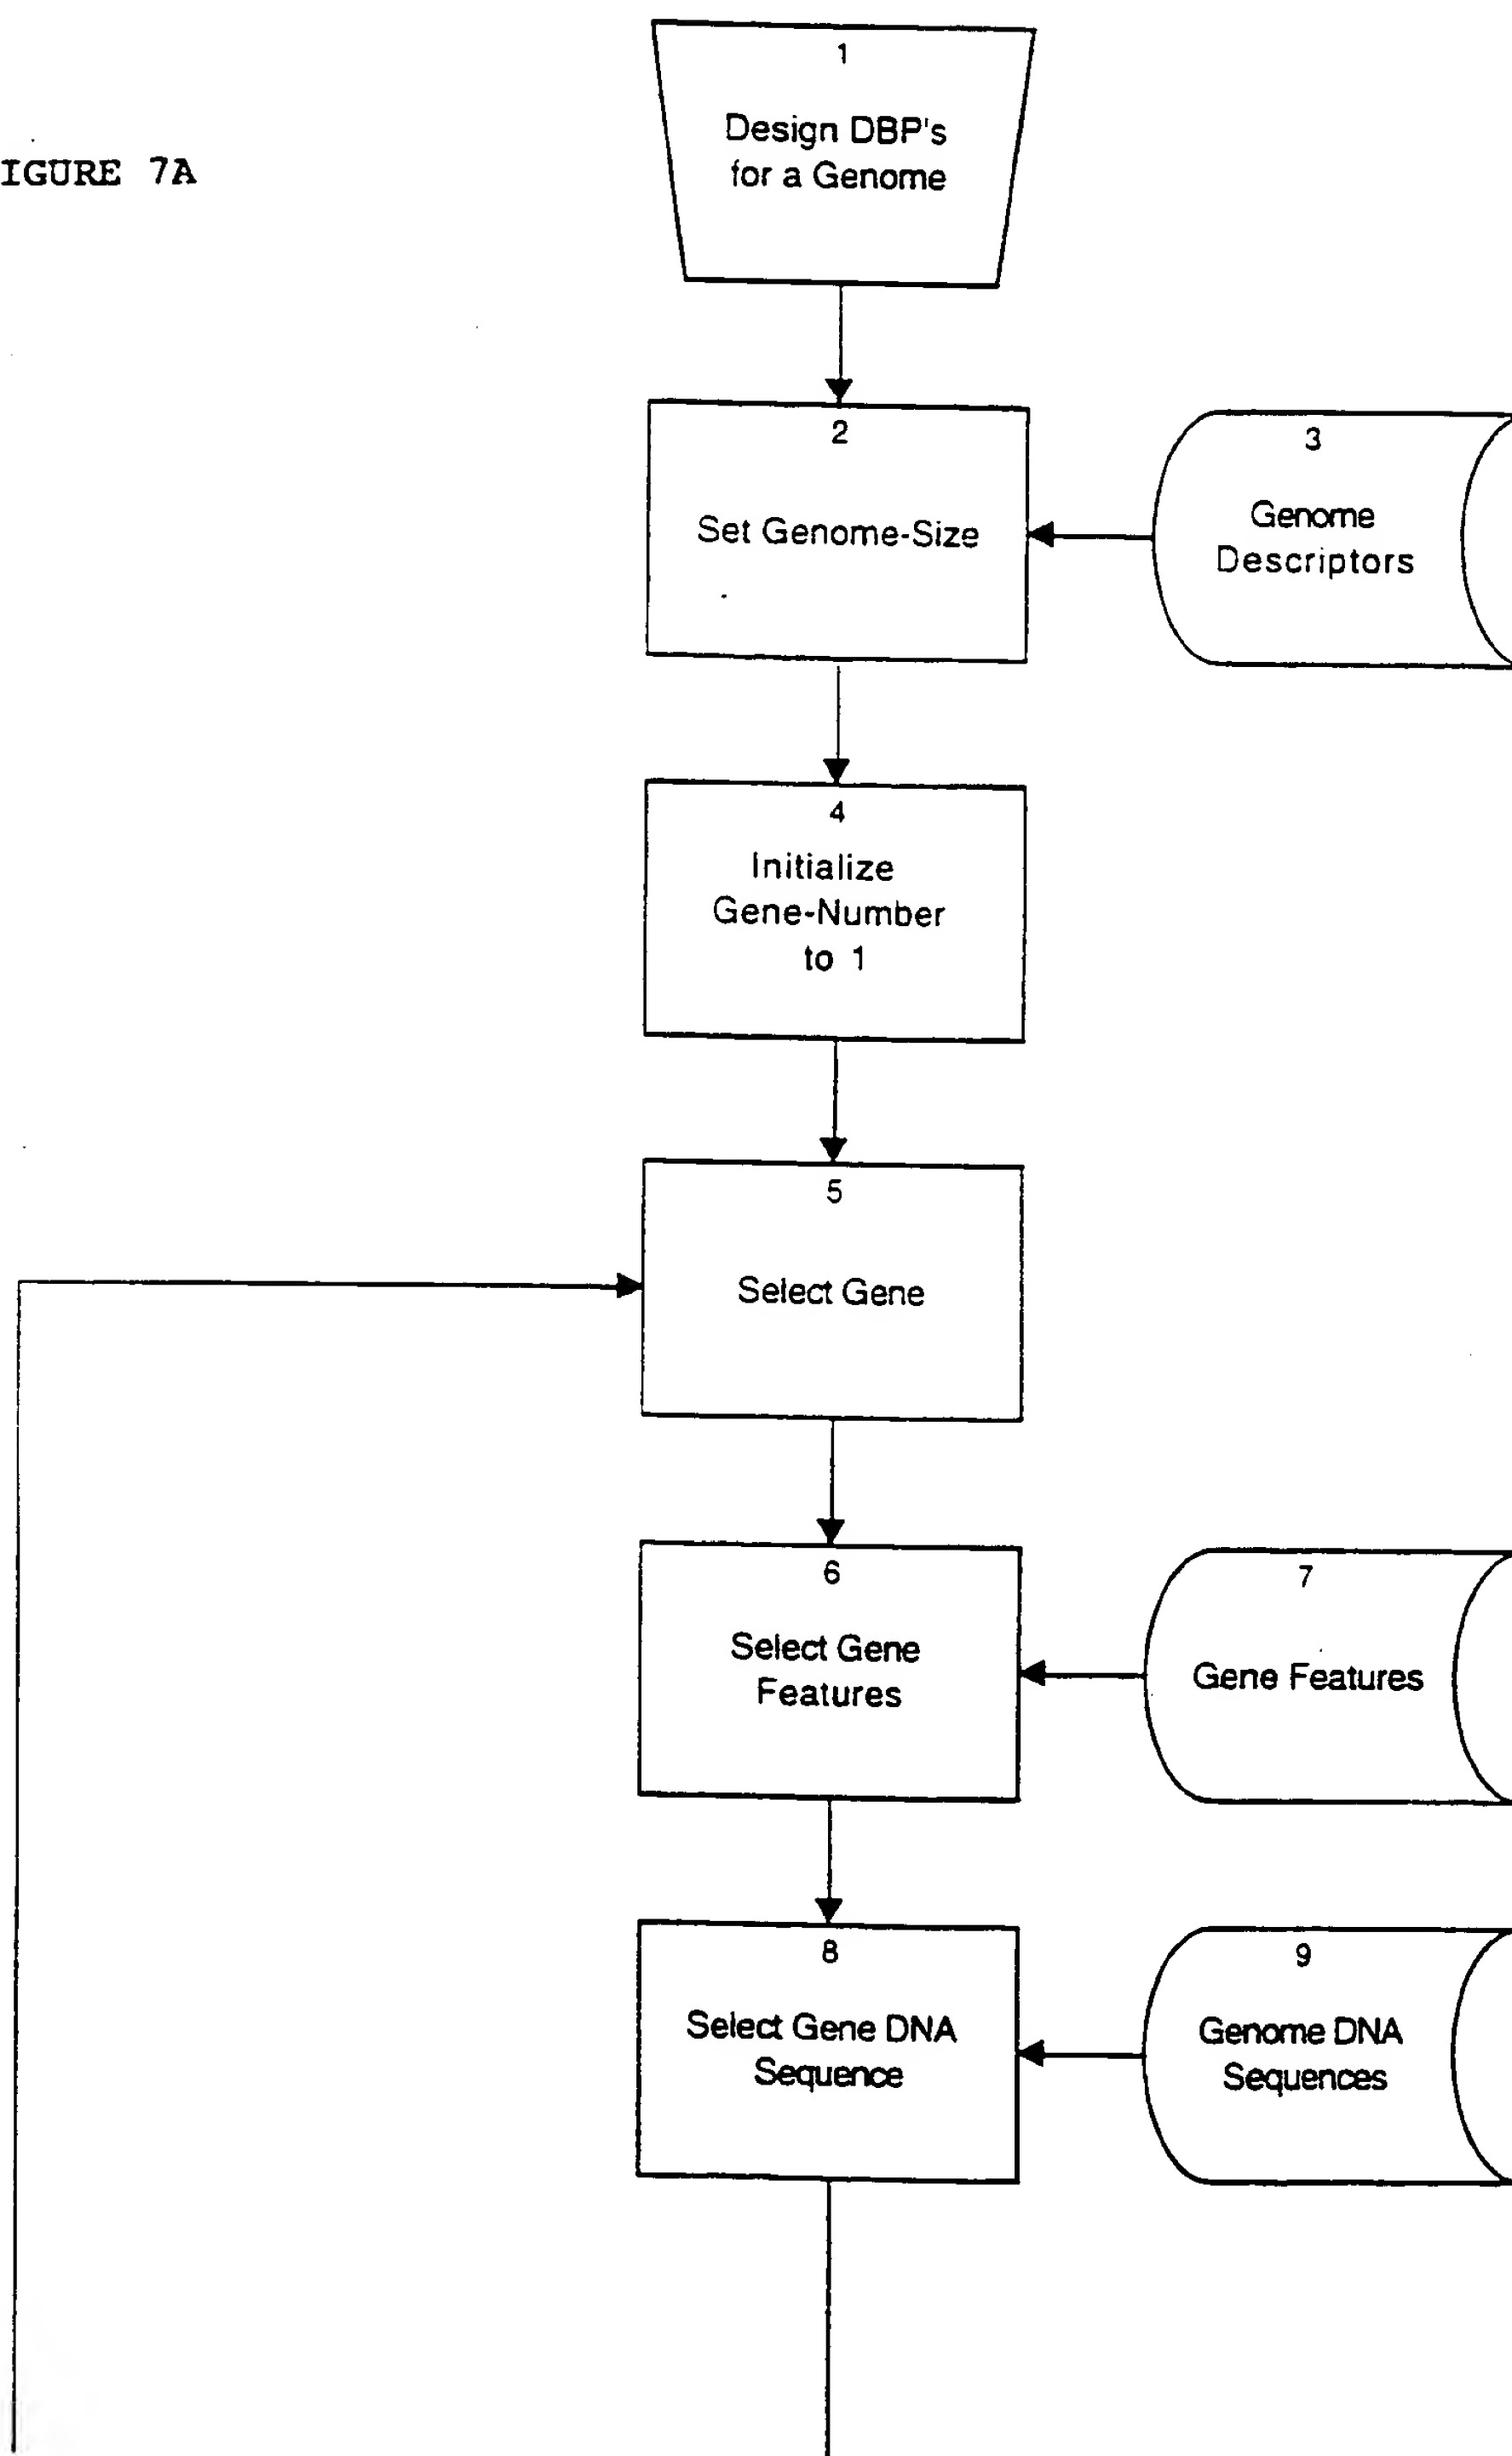 IGURE 7A
1
Design DBP's
for a Genome
2
Set Genome-Size
3
Genome
Descriptors
4
Initialize
Gene-Number
to 1
5
Select Gene
6
Select Gene
Features
7
Gene Features
8
Select Gene DNA
Sequence
9
Genome DNA
Sequences